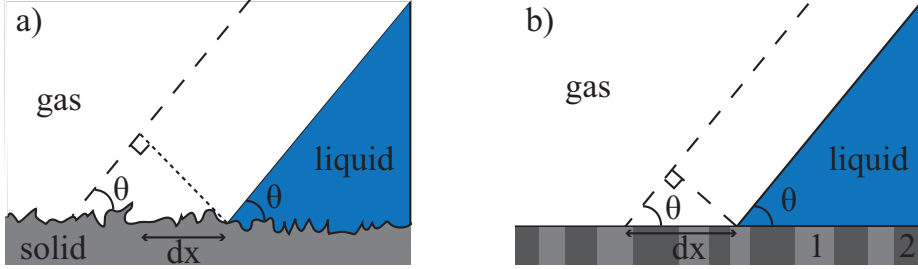 a)
gas
θ
liquid
θ
solid
dx
b)
gas
θ
liquid
θ
dx
1
2